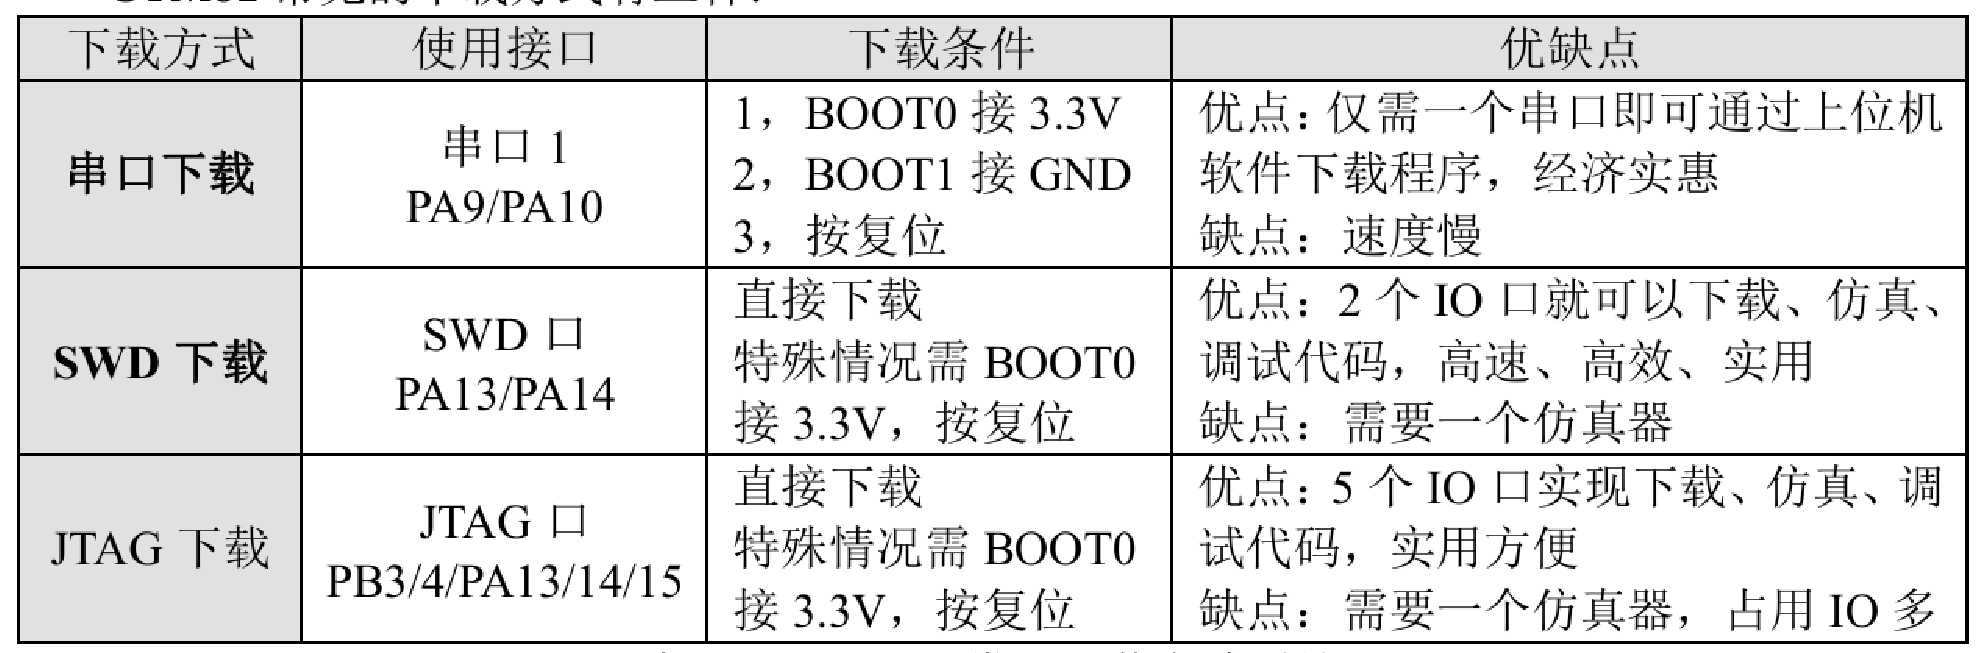 下载方式 使用接口 下载条件 优缺点
串口下载
串口 1
PA9/PA10
1，BOOT0 接 3.3V
2，BOOT1 接 GND
3，按复位
优点：仅需一个串口即可通过上位机
软件下载程序，经济实惠
缺点：速度慢
SWD 下载
SWD 口
PA13/PA14
直接下载
特殊情况需 BOOT0
接 3.3V，按复位
优点：2 个 IO 口就可以下载、仿真、
调试代码，高速、高效、实用
缺点：需要一个仿真器
JTAG 下载
JTAG 口
PB3/4/PA13/14/15
直接下载
特殊情况需 BOOT0
接 3.3V，按复位
优点：5 个 IO 口实现下载、仿真、调
试代码，实用方便
缺点：需要一个仿真器，占用 IO 多